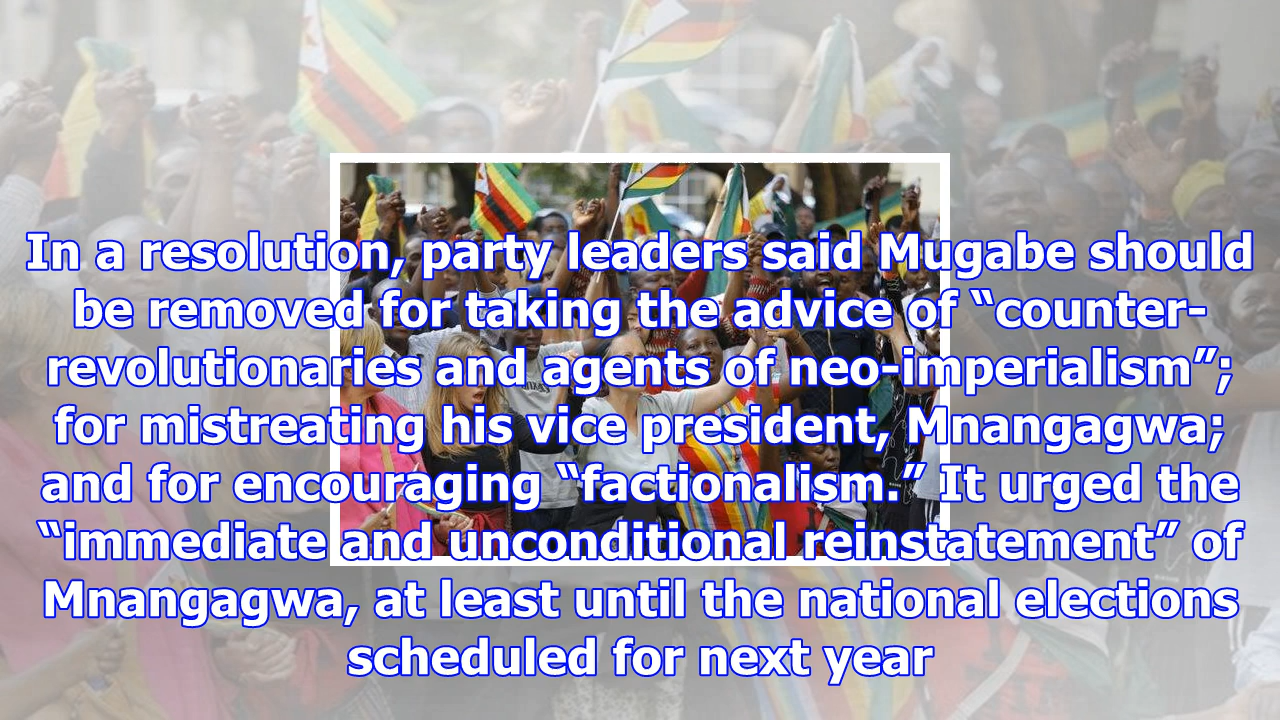 In a resolution, party leaders said Mugabe should
be removed for taking the advice of “counter-
revolutionaries and agents of neo-imperialism”;
for mistreating his vice president, Mnangagwa;
and for encouraging “factionalism.” It urged the
“immediate and unconditional reinstatement” of
Mnangagwa, at least until the national elections
scheduled for next year